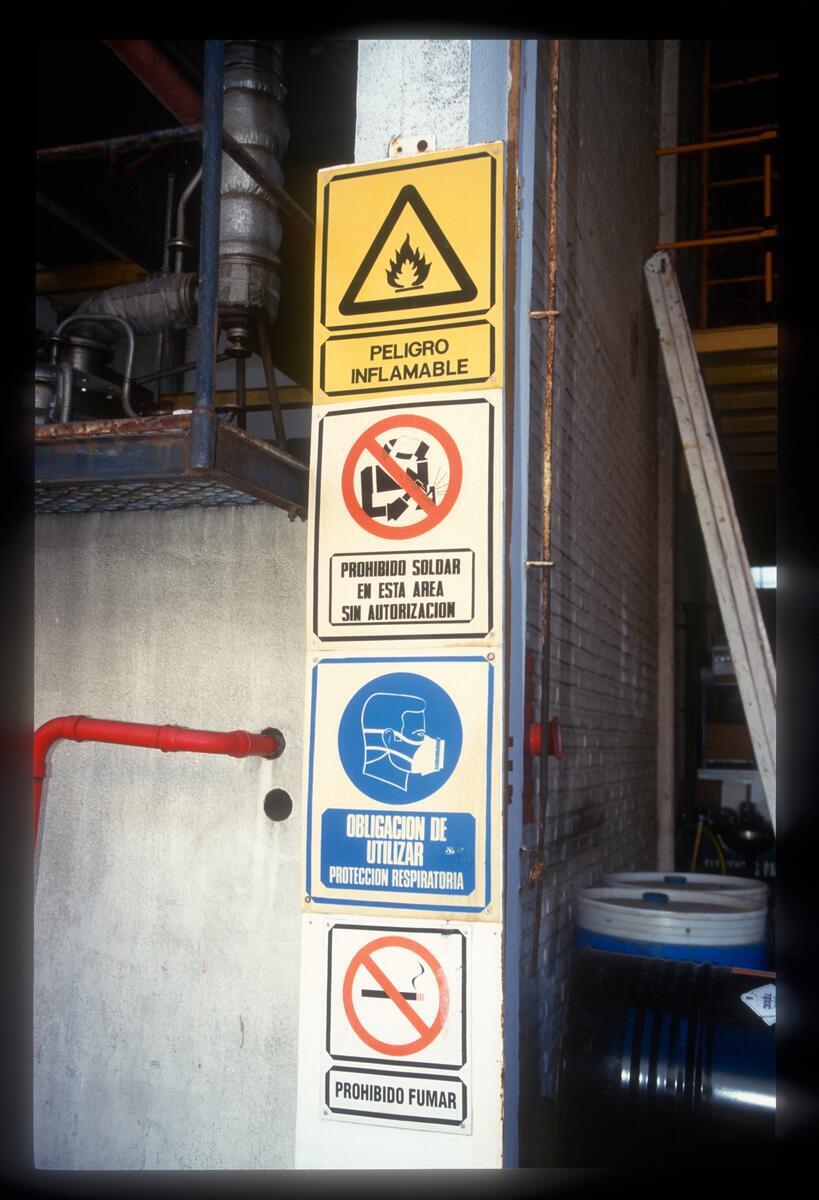 PELIGRO
INFLAMABLE
PROHIBIDO SOLDAR
EN ESTA AREA
SIN AUTORIZACION
OBLIGACION DE
UTILIZAR
PROTECCION RESPIRATORIA
PROHIBIDO FUMAR